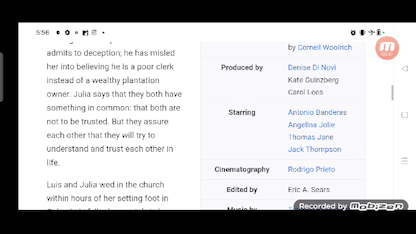 5:56
admits to deception; he has misled
her into believing he is a poor clerk
instead of a wealthy plantation
owner. Julia says that they both have
something in common: that both are
not to be trusted. But they assure
each other that they will try to
understand and trust each other in
life.
Luis and Julia wed in the church
within hours of her setting foot in
by Cornell Woolrich
Produced by Denise Di Novi
Kate Guinzberg
Carol Lees
Starring Antonio Banderas
Angelina Jolie
Thomas Jane
Jack Thompson
Cinematography Rodrigo Prieto
Edited by Eric A. Sears
Music by
Recorded by mobizen